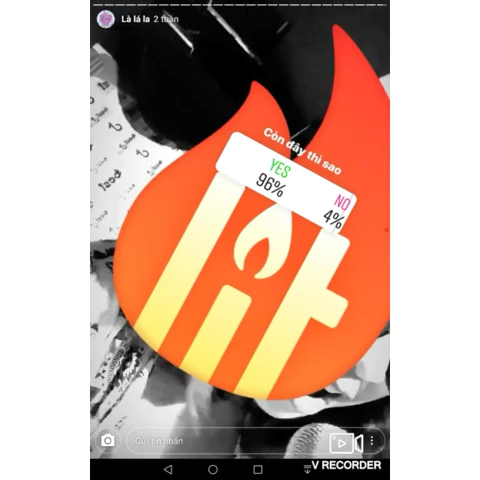 Là lá la 2 tuần
Còn đây thì sao
YES
96%
NO
4%
lit
Gửi tin nhắn
V RECORDER